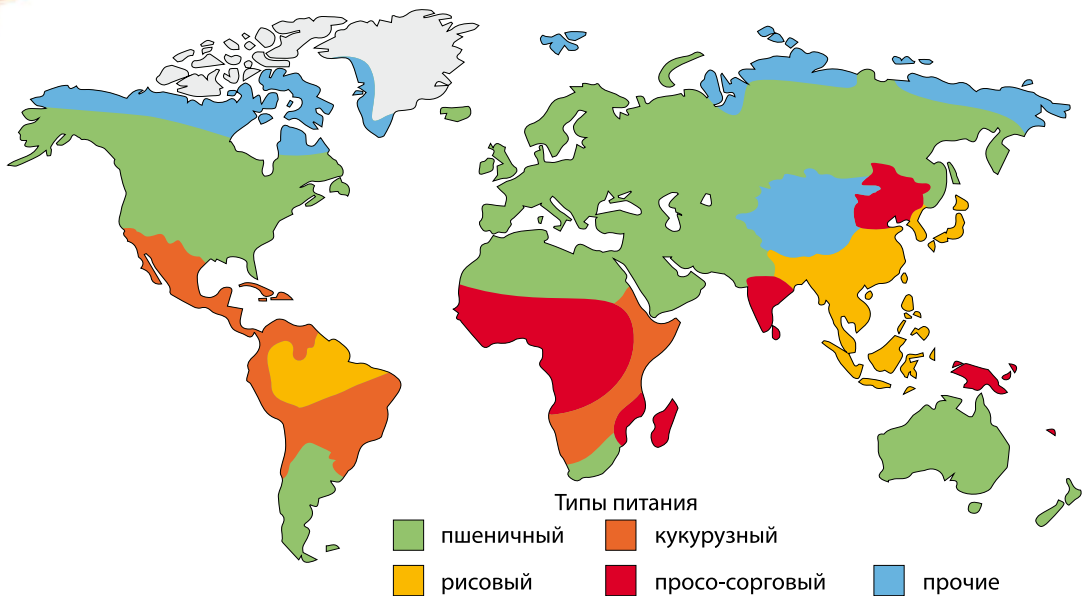 Типы питания
пшеничный
кукурузный
рисовый
просо-сорговый
прочие